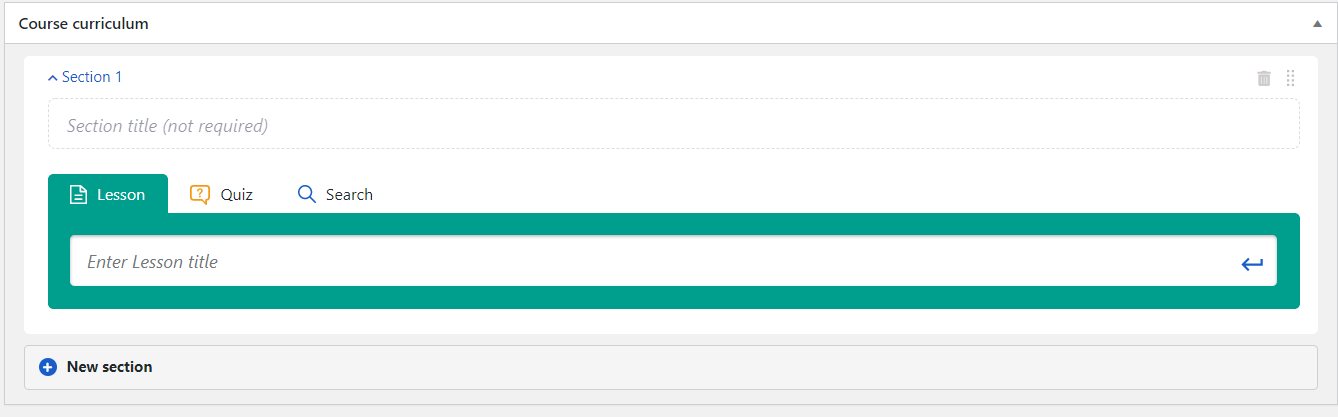 Course curriculum
Section 1
Section title (not required)
Lesson Quiz Search
Enter Lesson title
New section